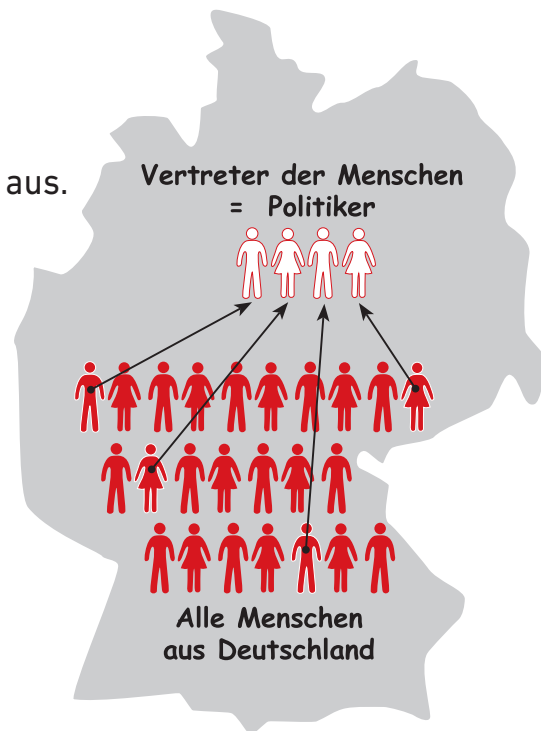 aus.
Vertreter der Menschen
= Politiker
Alle Menschen
aus Deutschland